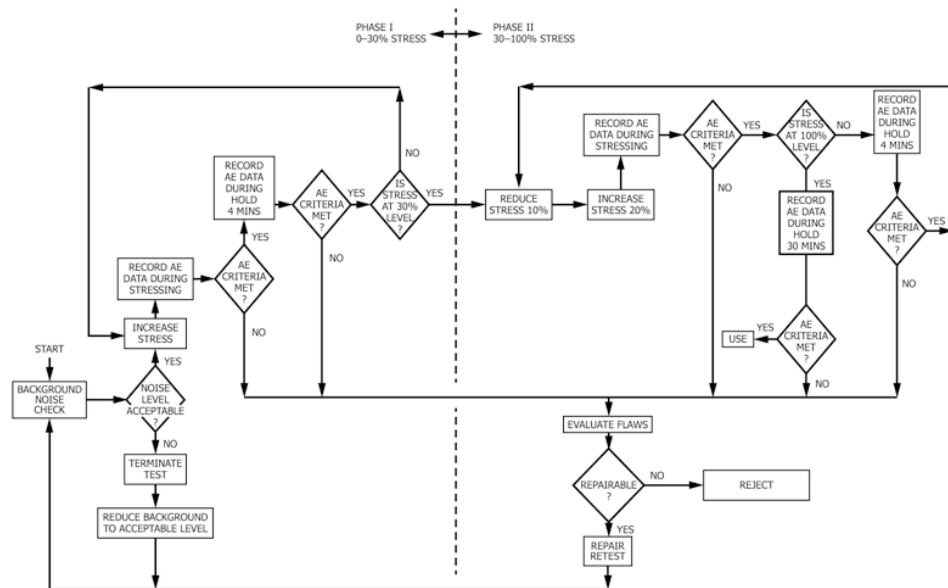 PHASE I
0–30% STRESS
PHASE II
30–100% STRESS
START
BACKGROUND
NOISE
CHECK
NOISE
LEVEL
ACCEPTABLE
?
YES
NO
TERMINATE
TEST
REDUCE BACKGROUND
TO ACCEPTABLE LEVEL
INCREASE
STRESS
RECORD AE
DATA DURING
STRESSING
AE
CRITERIA
MET
?
YES
NO
RECORD
AE DATA
DURING
HOLD
4 MINS
AE
CRITERIA
MET
?
YES
NO
IS
STRESS
AT 30%
LEVEL
?
NO
YES
REDUCE
STRESS 10%
INCREASE
STRESS 20%
RECORD AE
DATA DURING
STRESSING
AE
CRITERIA
MET
?
YES
NO
IS
STRESS
AT 100%
LEVEL
?
NO
YES
RECORD
AE DATA
DURING
HOLD
4 MINS
AE
CRITERIA
MET
?
YES
NO
RECORD
AE DATA
DURING
HOLD
30 MINS
AE
CRITERIA
MET
?
YES
USE
NO
EVALUATE FLAWS
REPAIRABLE
?
NO
REJECT
YES
REPAIR
RETEST